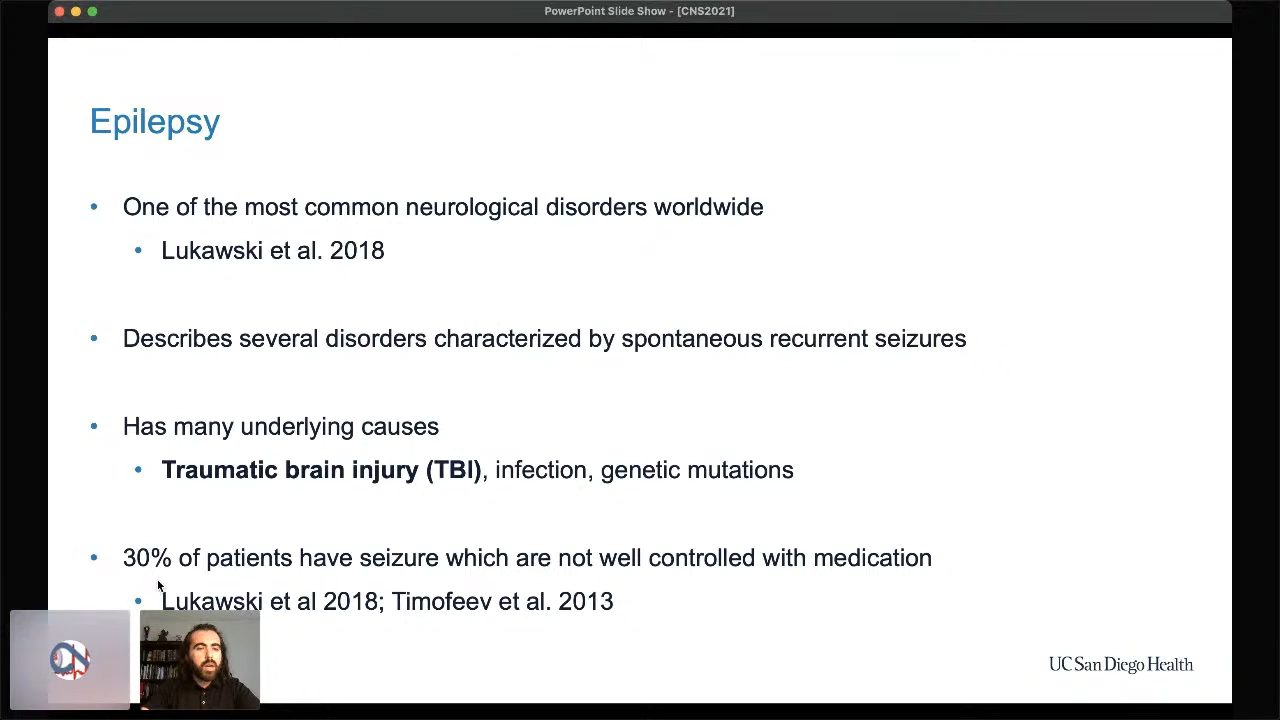 PowerPoint Slide Show - [CNS2021]
Epilepsy
• One of the most common neurological disorders worldwide
• Lukawski et al. 2018
• Describes several disorders characterized by spontaneous recurrent seizures
• Has many underlying causes
• Traumatic brain injury (TBI), infection, genetic mutations
• 30% of patients have seizure which are not well controlled with medication
• Lukawski et al 2018; Timofeev et al. 2013
UC San Diego Health